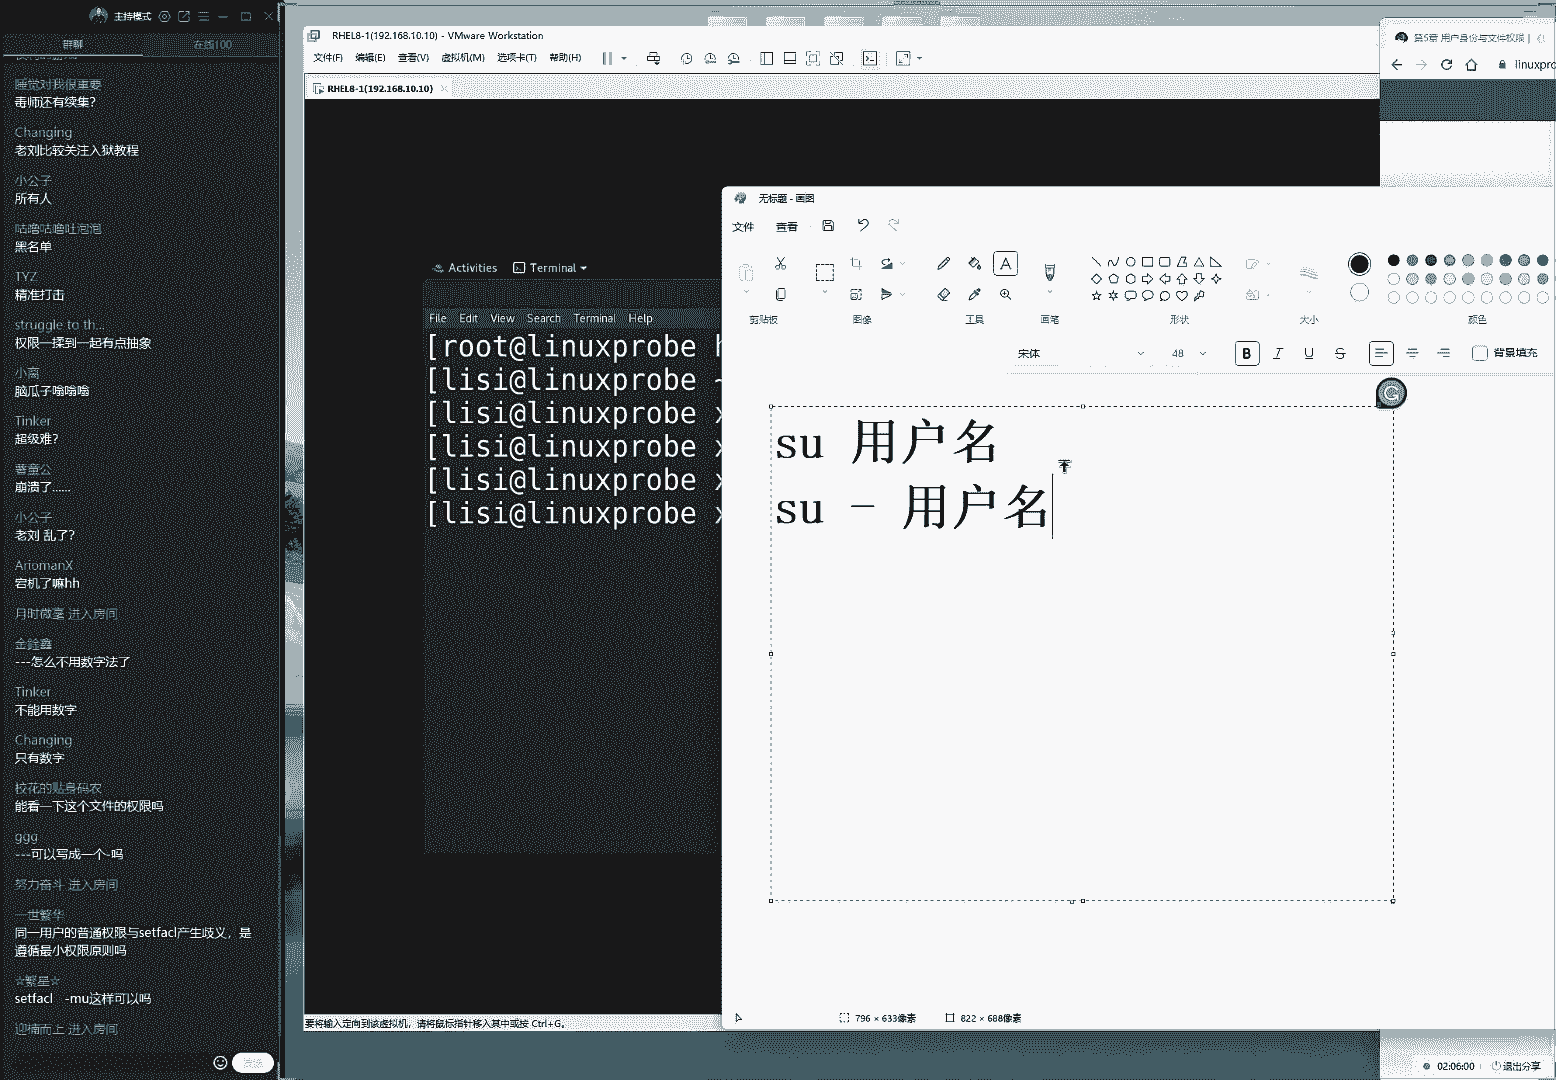 主持模式
群聊
在线100
睡觉对我很重要
毒师还有续集?
Changing
老刘比较关注入狱教程
小公子
所有人
咕噜咕噜吐泡泡
黑名单
TYZ
精准打击
struggle to th...
权限一揉到一起有点抽象
小离
脑瓜子嗡嗡嗡
Tinker
超级难?
曹董公
崩溃了......
小公子
老刘 乱了?
AriomanX
宕机了嘛hh
月时微毫 进入房间
金銓鑫
---怎么不用数字法了
Tinker
不能用数字
Changing
只有数字
校花的贴身码农
能看一下这个文件的权限吗
ggg
---可以写成一个-吗
努力奋斗 进入房间
一世繁华
同一用户的普通权限与setfacl产生歧义，是
遵循最小权限原则吗
☆繁星☆
setfacl -mu这样可以吗
迎楠而上 进入房间
RHEL8-1(192.168.10.10) - VMware Workstation
文件(F) 编辑(E) 查看(V) 虚拟机(M) 选项卡(T) 帮助(H)
RHEL8-1(192.168.10.10)
Activities Terminal
File Edit View Search Terminal Help
[root@linuxprobe h
[lisi@linuxprobe ~
[lisi@linuxprobe x
[lisi@linuxprobe x
[lisi@linuxprobe x
[lisi@linuxprobe x
要将输入定向到该虚拟机，请将鼠标指针移入其中或按 Ctrl+G。
第5章 用户身份与文件权限 |
linuxpro
无标题 - 画图
文件 查看
剪贴板 图像 工具 画笔 形状 大小 颜色
宋体 48 B I U S 背景填充
su 用户名
su - 用户名
796 × 633像素 822 × 688像素
02:06:00 退出分享